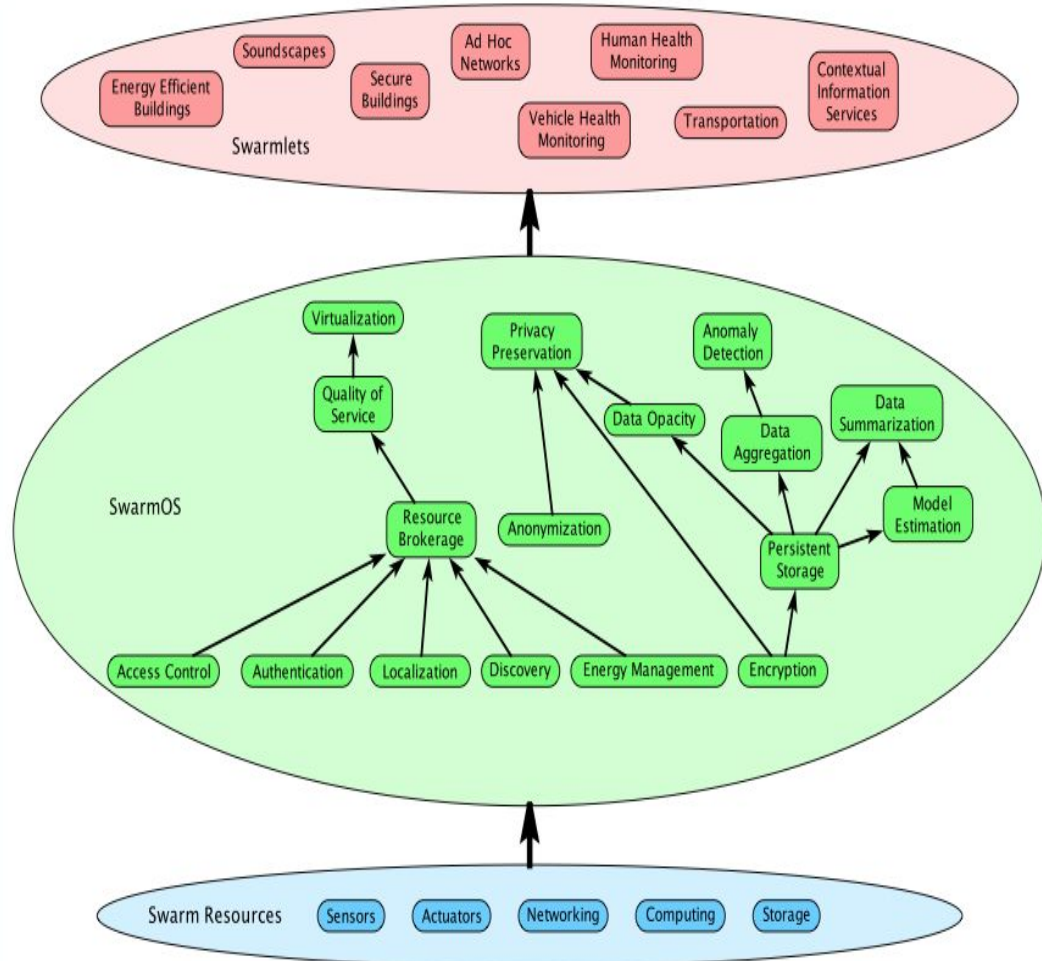 Soundscapes
Ad Hoc
Networks
Human Health
Monitoring
Energy Efficient
Buildings
Secure
Buildings
Contextual
Information
Services
Vehicle Health
Monitoring
Transportation
Swarmlets
Virtualization
Privacy
Preservation
Anomaly
Detection
Quality of
Service
Data Opacity
Data
Aggregation
Data
Summarization
SwarmOS
Resource
Brokerage
Anonymization
Model
Estimation
Persistent
Storage
Access Control
Authentication
Localization
Discovery
Energy Management
Encryption
Swarm Resources
Sensors
Actuators
Networking
Computing
Storage